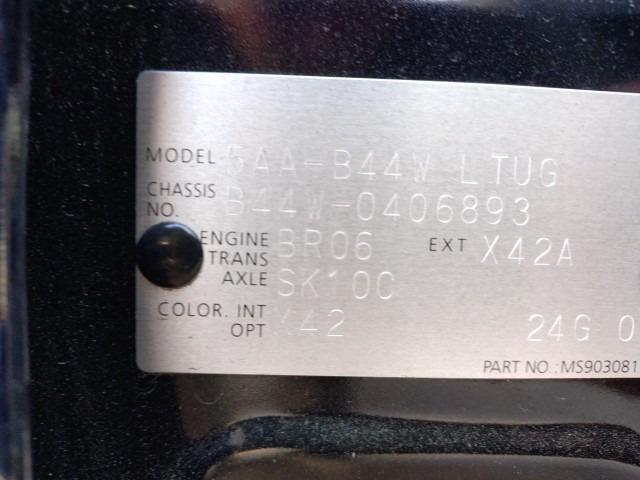 MODEL 5AA-B44W LTUG
CHASSIS NO. B44W-0406893
ENGINE BR06 EXT X42A
TRANS AXLE SK10C
COLOR. INT X42
OPT 24G 0
PART NO.: MS903081